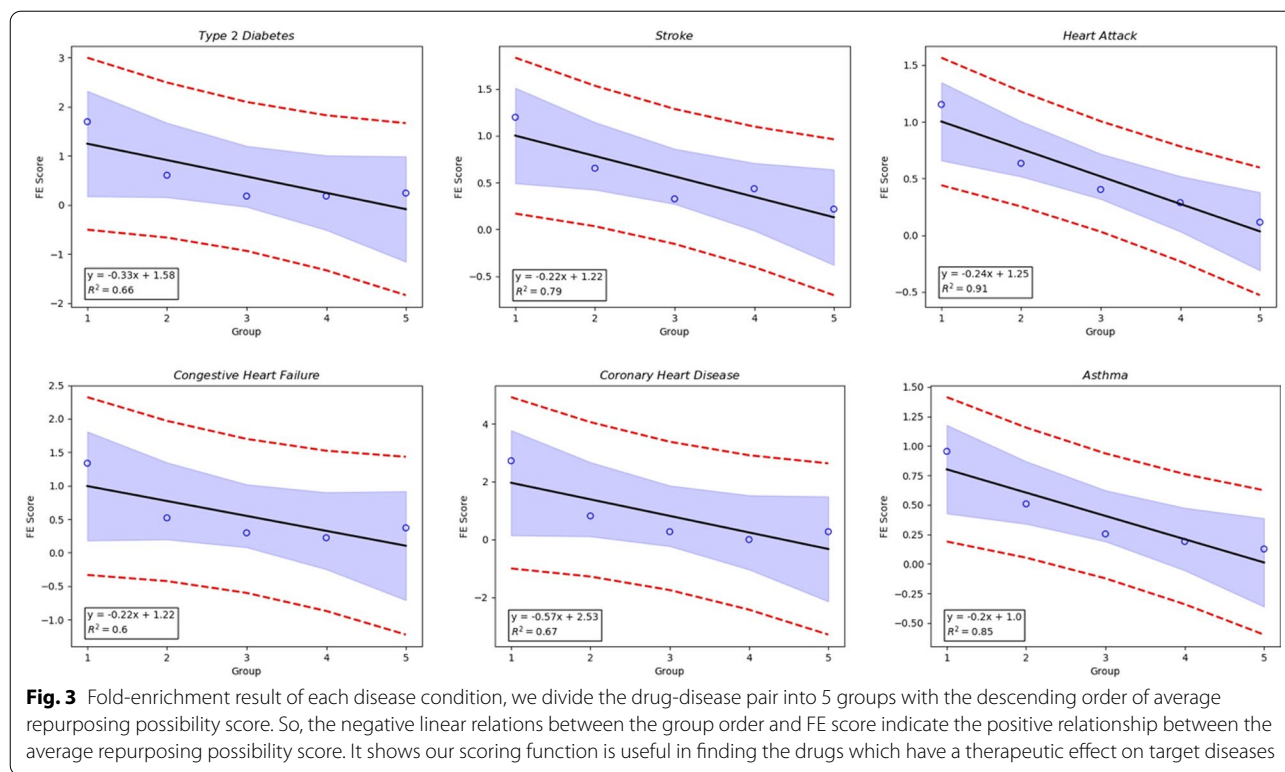 Type 2 Diabetes
3
2
1
0
−1
−2
FE Score
y = -0.33x + 1.58
R² = 0.66
1 2 3 4 5
Group
Stroke
1.5
1.0
0.5
0.0
−0.5
FE Score
y = -0.22x + 1.22
R² = 0.79
1 2 3 4 5
Group
Heart Attack
1.5
1.0
0.5
0.0
−0.5
FE Score
y = -0.24x + 1.25
R² = 0.91
1 2 3 4 5
Group
Congestive Heart Failure
2.5
2.0
1.5
1.0
0.5
0.0
−0.5
−1.0
FE Score
y = -0.22x + 1.22
R² = 0.6
1 2 3 4 5
Group
Coronary Heart Disease
4
2
0
−2
FE Score
y = -0.57x + 2.53
R² = 0.67
1 2 3 4 5
Group
Asthma
1.50
1.25
1.00
0.75
0.50
0.25
0.00
−0.25
−0.50
FE Score
y = -0.2x + 1.0
R² = 0.85
1 2 3 4 5
Group
Fig. 3 Fold-enrichment result of each disease condition, we divide the drug-disease pair into 5 groups with the descending order of average
repurposing possibility score. So, the negative linear relations between the group order and FE score indicate the positive relationship between the
average repurposing possibility score. It shows our scoring function is useful in finding the drugs which have a therapeutic effect on target diseases